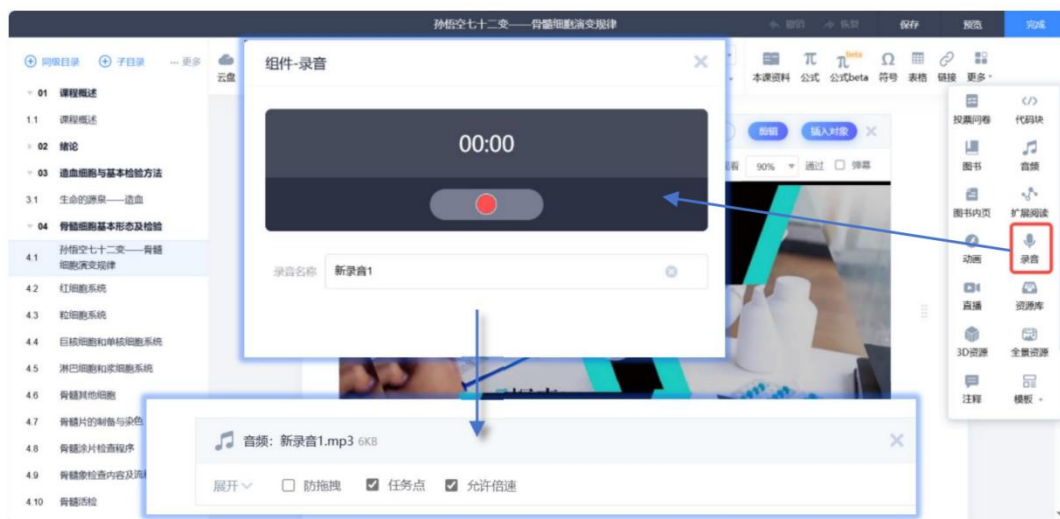 孙悟空七十二变——骨髓细胞演变规律
撤销 恢复 保存 预览 完成
同级目录 子目录 ... 更多
云盘
本课资料 公式 公式beta 符号 表格 链接 更多
beta
组件-录音
00:00
录音名称 新录音1
剪辑 插入对象
90% 通过 弹幕
01 课程概述
1.1 课程概述
02 绪论
03 造血细胞与基本检验方法
3.1 生命的源泉——造血
04 骨髓细胞基本形态及检验
4.1 孙悟空七十二变——骨髓
细胞演变规律
4.2 红细胞系统
4.3 粒细胞系统
4.4 巨核细胞和单核细胞系统
4.5 淋巴细胞和浆细胞系统
4.6 骨髓其他细胞
4.7 骨髓片的制备与染色
4.8 骨髓涂片检查程序
4.9 骨髓象检查内容及流
4.10 骨髓活检
投票问卷 代码块
图书 音频
图书内页 扩展阅读
动画 录音
直播 资源库
3D资源 全景资源
注释 模板
音频：新录音1.mp3 6KB
展开 防拖拽 任务点 允许倍速